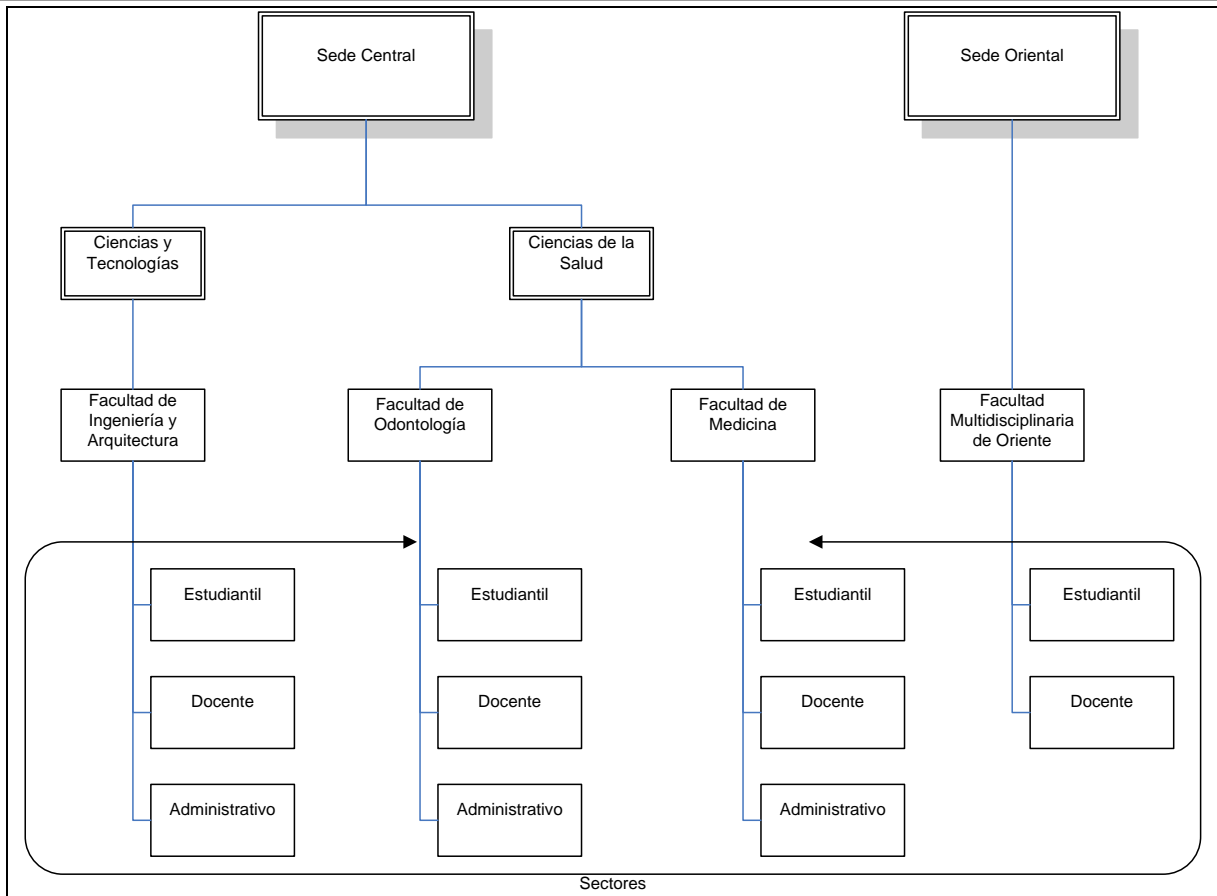 Sede Central
Sede Oriental
Ciencias y
Tecnologías
Ciencias de la
Salud
Facultad de
Ingeniería y
Arquitectura
Facultad de
Odontología
Facultad de
Medicina
Facultad
Multidisciplinaria
de Oriente
Estudiantil
Estudiantil
Estudiantil
Estudiantil
Docente
Docente
Docente
Docente
Administrativo
Administrativo
Administrativo
Sectores